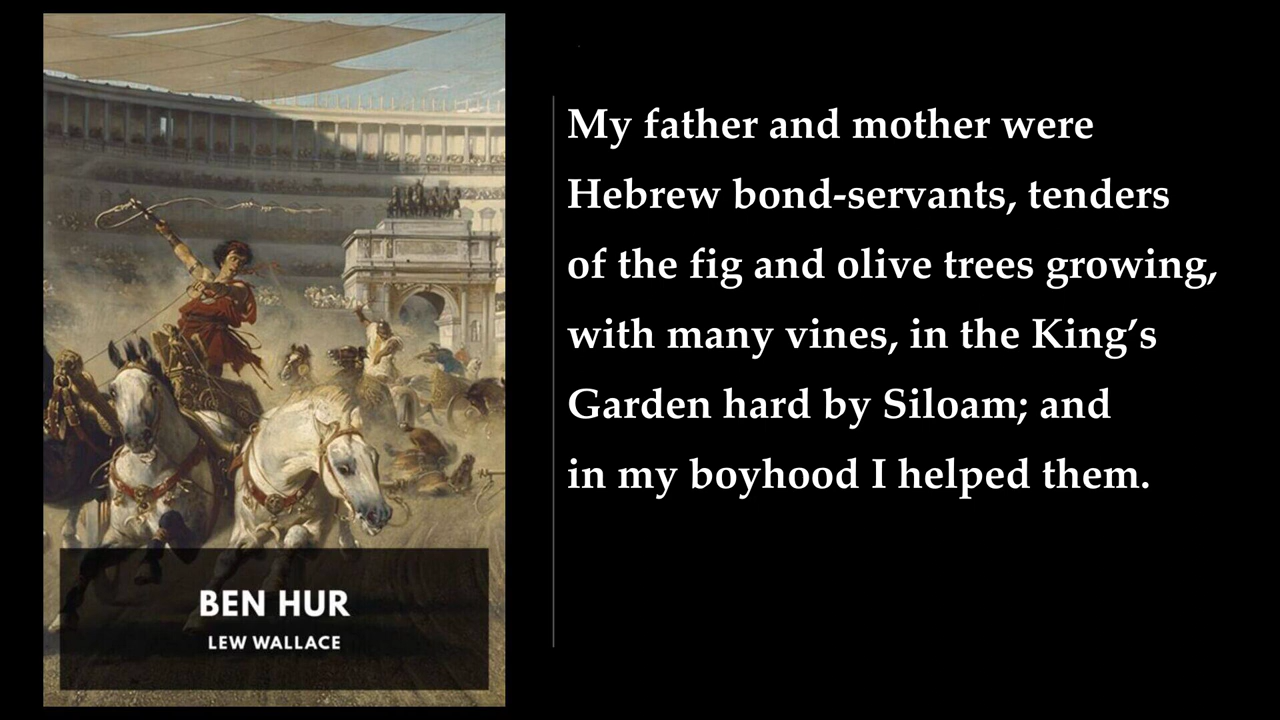 BEN HUR
LEW WALLACE
My father and mother were
Hebrew bond-servants, tenders
of the fig and olive trees growing,
with many vines, in the King’s
Garden hard by Siloam; and
in my boyhood I helped them.